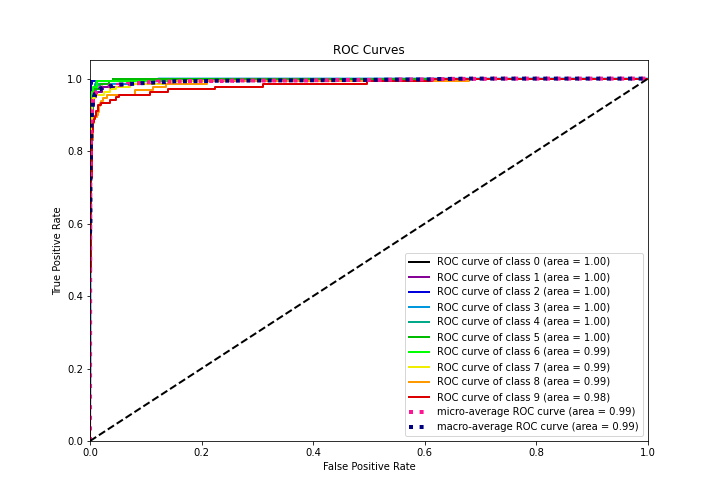 ROC Curves
True Positive Rate
1.0
0.8
0.6
0.4
0.2
0.0
0.0 0.2 0.4 0.6 0.8 1.0
False Positive Rate
ROC curve of class 0 (area = 1.00)
ROC curve of class 1 (area = 1.00)
ROC curve of class 2 (area = 1.00)
ROC curve of class 3 (area = 1.00)
ROC curve of class 4 (area = 1.00)
ROC curve of class 5 (area = 1.00)
ROC curve of class 6 (area = 0.99)
ROC curve of class 7 (area = 0.99)
ROC curve of class 8 (area = 0.99)
ROC curve of class 9 (area = 0.98)
micro-average ROC curve (area = 0.99)
macro-average ROC curve (area = 0.99)